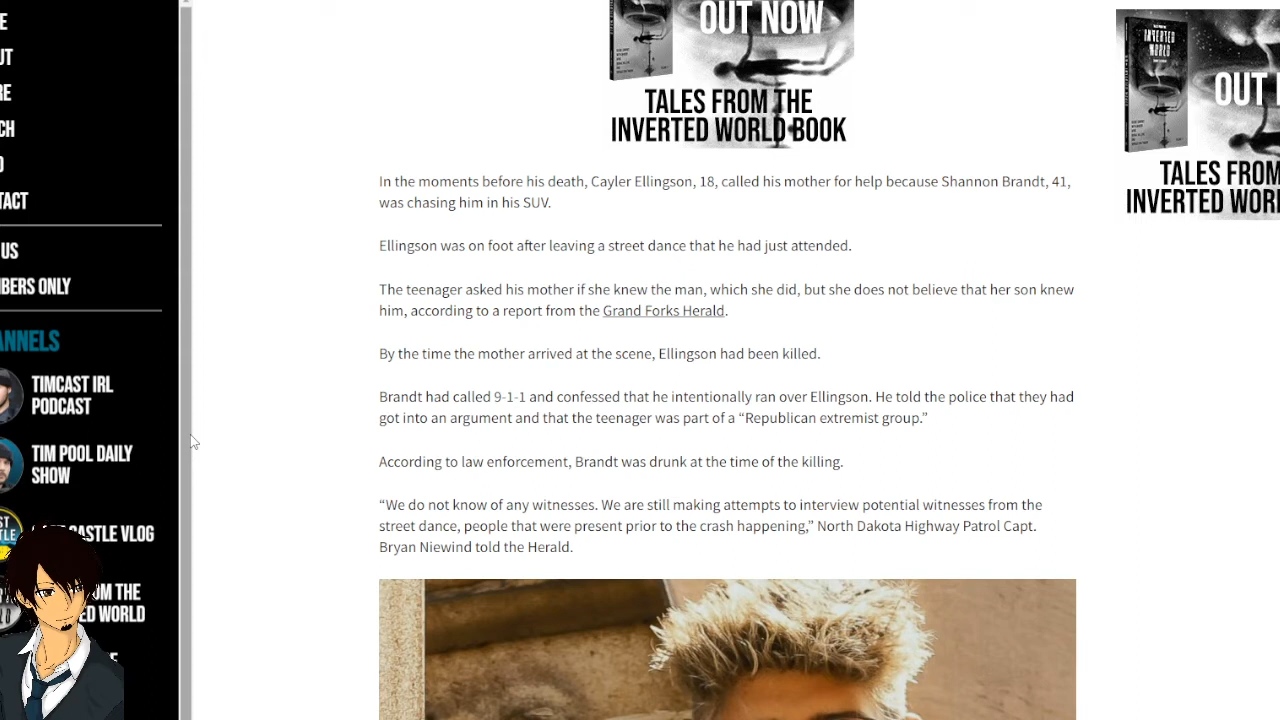 E
OUT NOW
UT
RE
CH
O
TALES FROM THE
INVERTED WORLD BOOK
INVERTED
WORLD
OUT
TALES FROM
INVERTED WOR
TACT
In the moments before his death, Cayler Ellingson, 18, called his mother for help because Shannon Brandt, 41,
was chasing him in his SUV.
US
Ellingson was on foot after leaving a street dance that he had just attended.
BERS ONLY
The teenager asked his mother if she knew the man, which she did, but she does not believe that her son knew
him, according to a report from the Grand Forks Herald.
ANNELS
By the time the mother arrived at the scene, Ellingson had been killed.
TIMCAST IRL
PODCAST
Brandt had called 9-1-1 and confessed that he intentionally ran over Ellingson. He told the police that they had
got into an argument and that the teenager was part of a “Republican extremist group.”
TIM POOL DAILY
SHOW
According to law enforcement, Brandt was drunk at the time of the killing.
“We do not know of any witnesses. We are still making attempts to interview potential witnesses from the
street dance, people that were present prior to the crash happening,” North Dakota Highway Patrol Capt.
Bryan Niewind told the Herald.
CASTLE VLOG
OM THE
ED WORLD